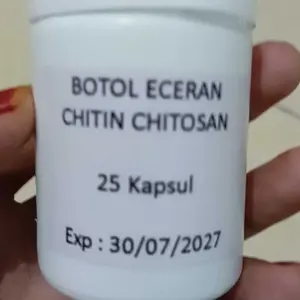 BOTOL ECERAN
CHITIN CHITOSAN
25 Kapsul
Exp : 30/07/2027